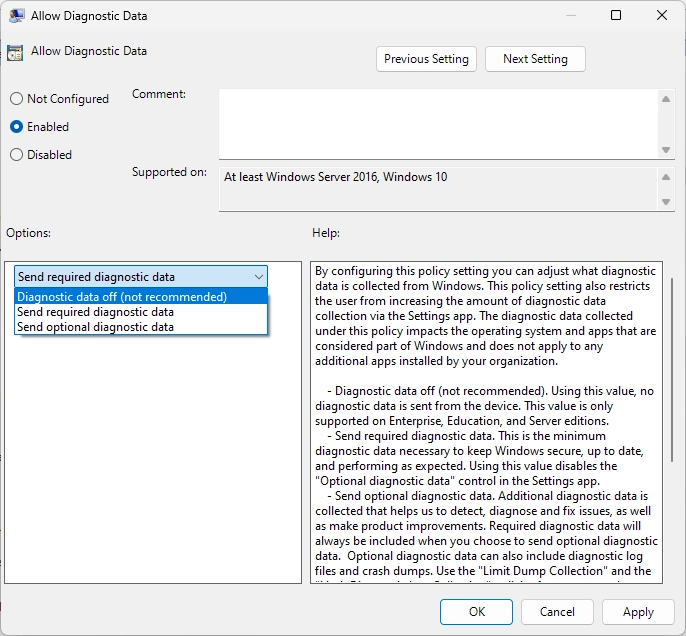 Allow Diagnostic Data
Allow Diagnostic Data
Previous Setting
Next Setting
Not Configured
Enabled
Disabled
Comment:
Supported on:
At least Windows Server 2016, Windows 10
Options:
Help:
Send required diagnostic data
Diagnostic data off (not recommended)
Send required diagnostic data
Send optional diagnostic data
By configuring this policy setting you can adjust what diagnostic
data is collected from Windows. This policy setting also restricts
the user from increasing the amount of diagnostic data
collection via the Settings app. The diagnostic data collected
under this policy impacts the operating system and apps that are
considered part of Windows and does not apply to any
additional apps installed by your organization.
- Diagnostic data off (not recommended). Using this value, no
diagnostic data is sent from the device. This value is only
supported on Enterprise, Education, and Server editions.
- Send required diagnostic data. This is the minimum
diagnostic data necessary to keep Windows secure, up to date,
and performing as expected. Using this value disables the
"Optional diagnostic data" control in the Settings app.
- Send optional diagnostic data. Additional diagnostic data is
collected that helps us to detect, diagnose and fix issues, as well
as make product improvements. Required diagnostic data will
always be included when you choose to send optional diagnostic
data.  Optional diagnostic data can also include diagnostic log
files and crash dumps. Use the "Limit Dump Collection" and the
OK
Cancel
Apply